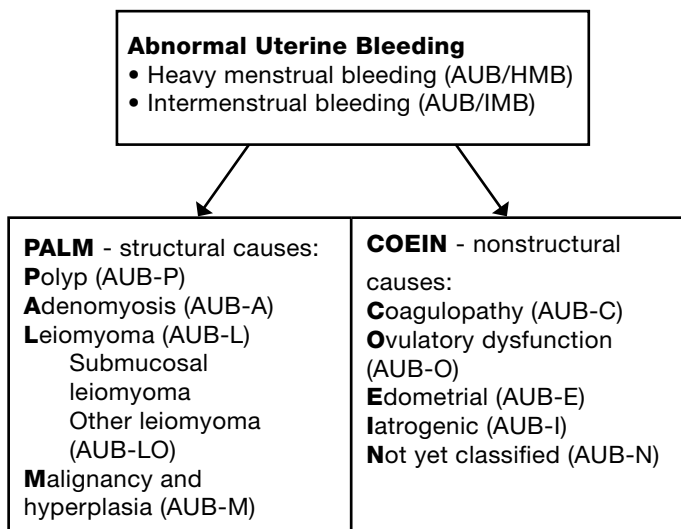 Abnormal Uterine Bleeding
• Heavy menstrual bleeding (AUB/HMB)
• Intermenstrual bleeding (AUB/IMB)
PALM - structural causes:
Polyp (AUB-P)
Adenomyosis (AUB-A)
Leiomyoma (AUB-L)
Submucosal
leiomyoma
Other leiomyoma
(AUB-LO)
Malignancy and
hyperplasia (AUB-M)
COEIN - nonstructural
causes:
Coagulopathy (AUB-C)
Ovulatory dysfunction
(AUB-O)
Edometrial (AUB-E)
Iatrogenic (AUB-I)
Not yet classified (AUB-N)